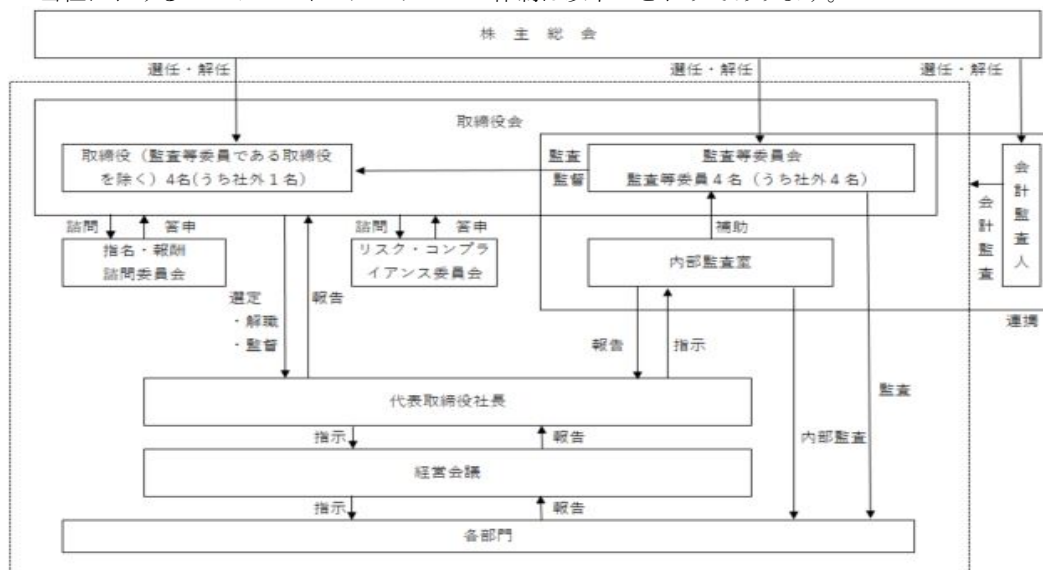 株 主 総 会
選任・解任
選任・解任
選任・解任
取締役会
取締役（監査等委員である取締役
を除く）4名(うち社外１名)
監査
監督
監査等委員会
監査等委員４名（うち社外４名）
会計監査人
会計監査
諮問
答申
諮問
答申
補助
指名・報酬
諮問委員会
リスク・コンプラ
イアンス委員会
内部監査室
選定
・解職
・監督
報告
連携
報告
指示
代表取締役社長
監査
指示
報告
内部監査
経営会議
指示
報告
各部門